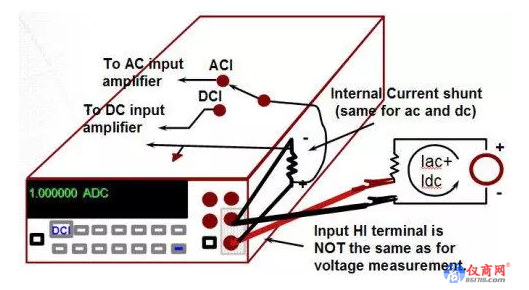 To AC input
amplifier
ACI
DCI
To DC input
amplifier
Internal Current shunt
(same for ac and dc)
-
+
Iac+
Idc
+
-
1.000000 ADC
DCI
Input HI terminal is
NOT the same as for
voltage measurement.
仪商网
861718.com